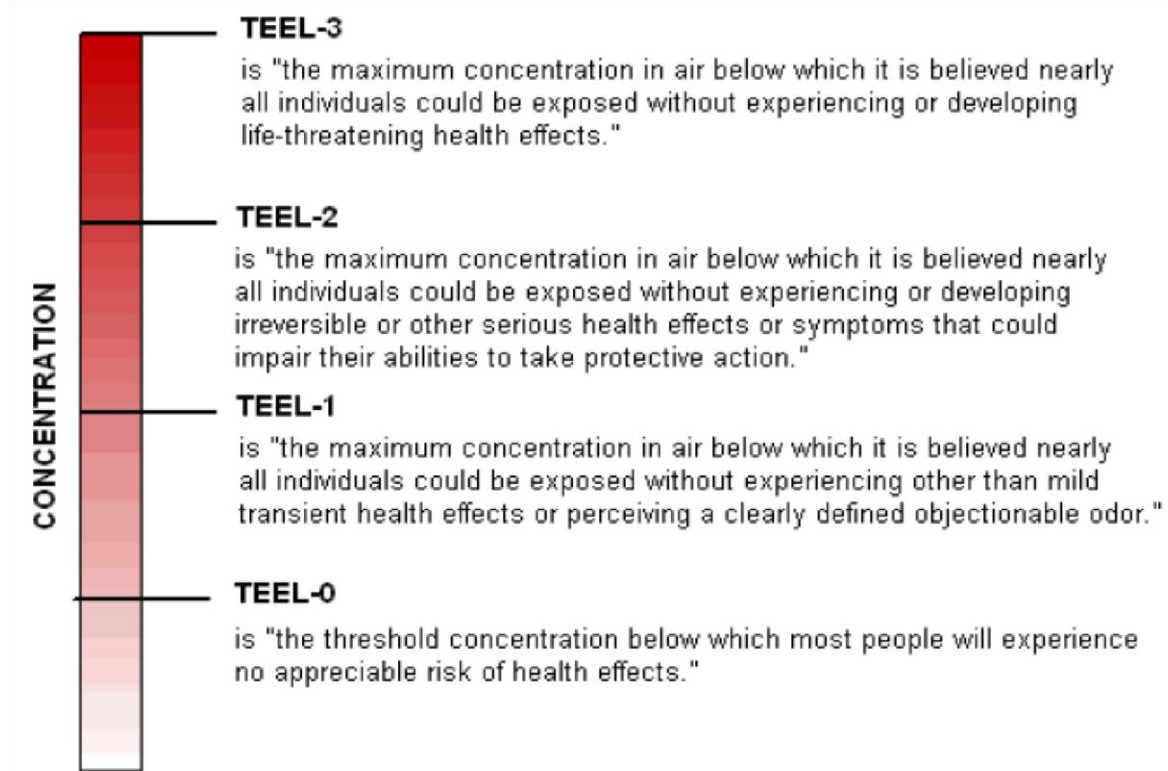 TEEL-3
is "the maximum concentration in air below which it is believed nearly
all individuals could be exposed without experiencing or developing
life-threatening health effects."
TEEL-2
is "the maximum concentration in air below which it is believed nearly
all individuals could be exposed without experiencing or developing
irreversible or other serious health effects or symptoms that could
impair their abilities to take protective action."
TEEL-1
is "the maximum concentration in air below which it is believed nearly
all individuals could be exposed without experiencing other than mild
transient health effects or perceiving a clearly defined objectionable odor."
TEEL-0
is "the threshold concentration below which most people will experience
no appreciable risk of health effects."
CONCENTRATION